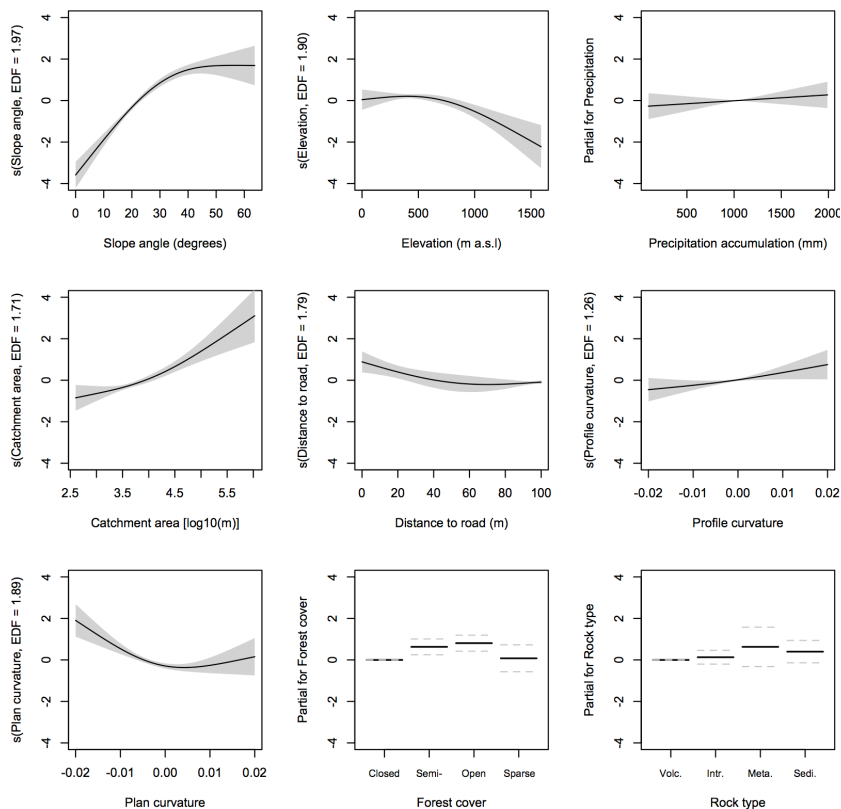 s(Slope angle, EDF = 1.97)
4
2
0
-2
-4
0 10 20 30 40 50 60
Slope angle (degrees)
s(Elevation, EDF = 1.90)
4
2
0
-2
-4
0 500 1000 1500
Elevation (m a.s.l)
Partial for Precipitation
4
2
0
-2
-4
500 1000 1500 2000
Precipitation accumulation (mm)
s(Catchment area, EDF = 1.71)
4
2
0
-2
-4
2.5 3.5 4.5 5.5
Catchment area [log10(m)]
s(Distance to road, EDF = 1.79)
4
2
0
-2
-4
0 20 40 60 80 100
Distance to road (m)
s(Profile curvature, EDF = 1.26)
4
2
0
-2
-4
-0.02 -0.01 0.00 0.01 0.02
Profile curvature
s(Plan curvature, EDF = 1.89)
4
2
0
-2
-4
-0.02 -0.01 0.00 0.01 0.02
Plan curvature
Partial for Forest cover
4
2
0
-2
-4
Closed Semi- Open Sparse
Forest cover
Partial for Rock type
4
2
0
-2
-4
Volc. Intr. Meta. Sedi.
Rock type